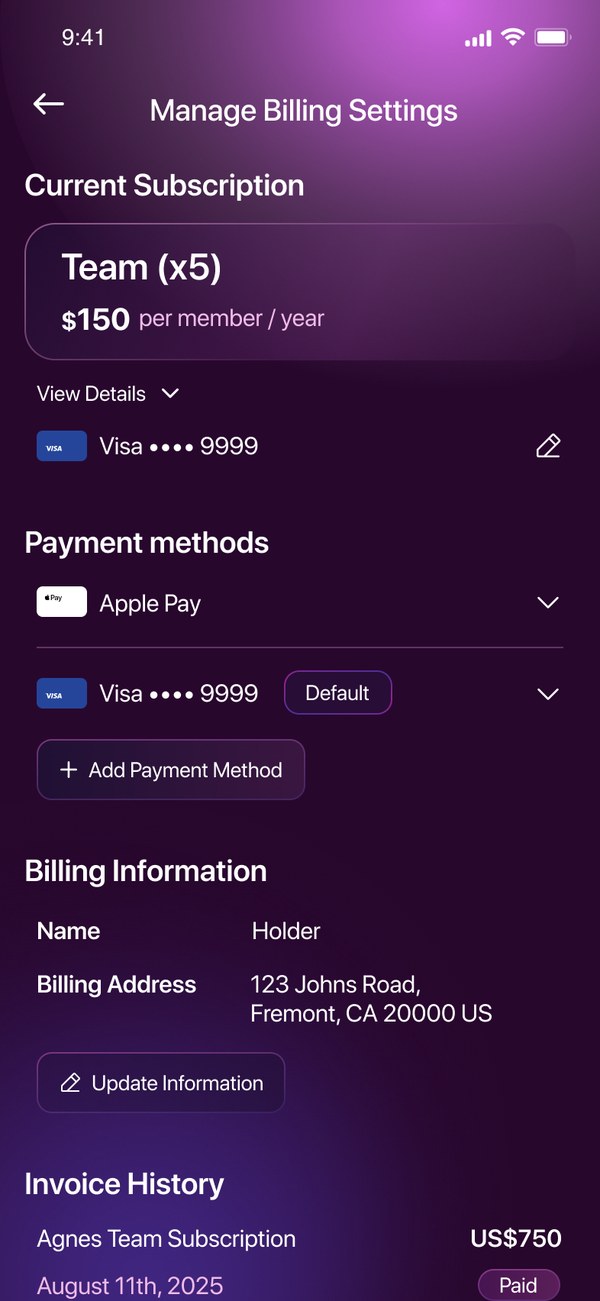 9:41
Manage Billing Settings
Current Subscription
Team (x5)
$150 per member / year
View Details
VISA Visa •••• 9999
Payment methods
Pay Apple Pay
VISA Visa •••• 9999 Default
+ Add Payment Method
Billing Information
Name Holder
Billing Address 123 Johns Road,
Fremont, CA 20000 US
Update Information
Invoice History
Agnes Team Subscription US$750
August 11th, 2025 Paid